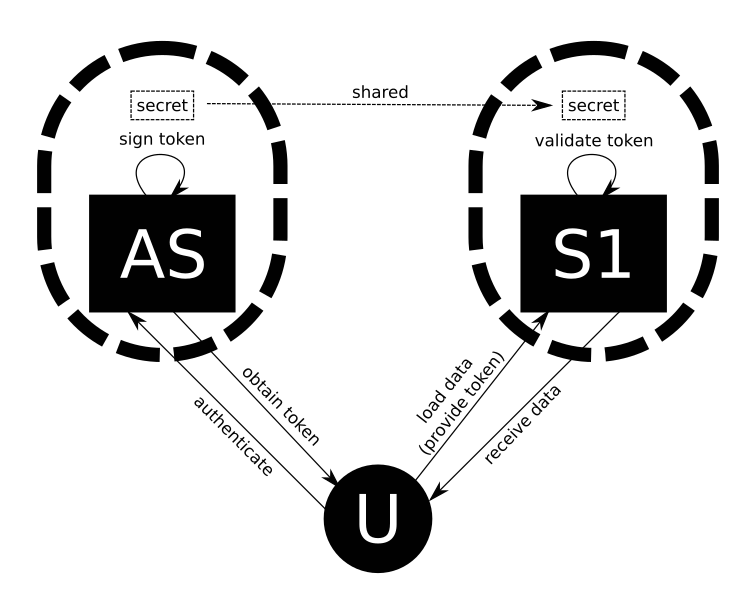 shared
secret
secret
sign token
validate token
AS
S1
obtain token
authenticate
load data
(provide token)
receive data
U